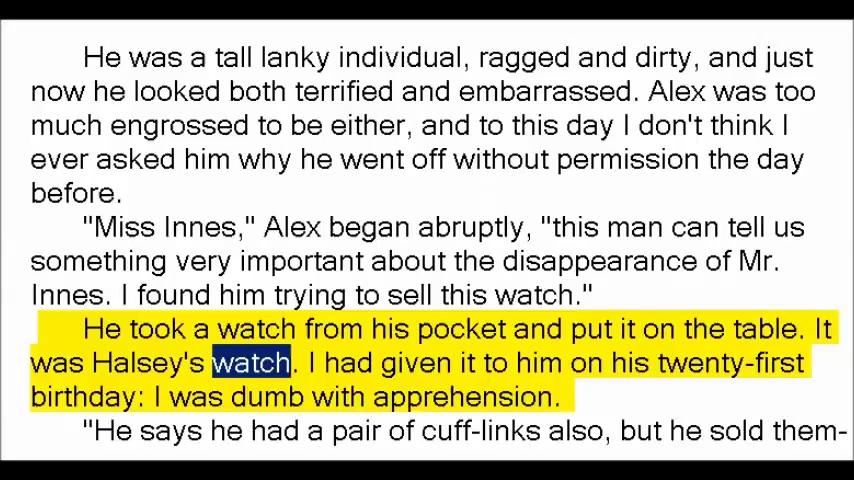 He was a tall lanky individual, ragged and dirty, and just
now he looked both terrified and embarrassed. Alex was too
much engrossed to be either, and to this day I don't think I
ever asked him why he went off without permission the day
before.
"Miss Innes," Alex began abruptly, "this man can tell us
something very important about the disappearance of Mr.
Innes. I found him trying to sell this watch."
He took a watch from his pocket and put it on the table. It
was Halsey's watch. I had given it to him on his twenty-first
birthday: I was dumb with apprehension.
"He says he had a pair of cuff-links also, but he sold them-